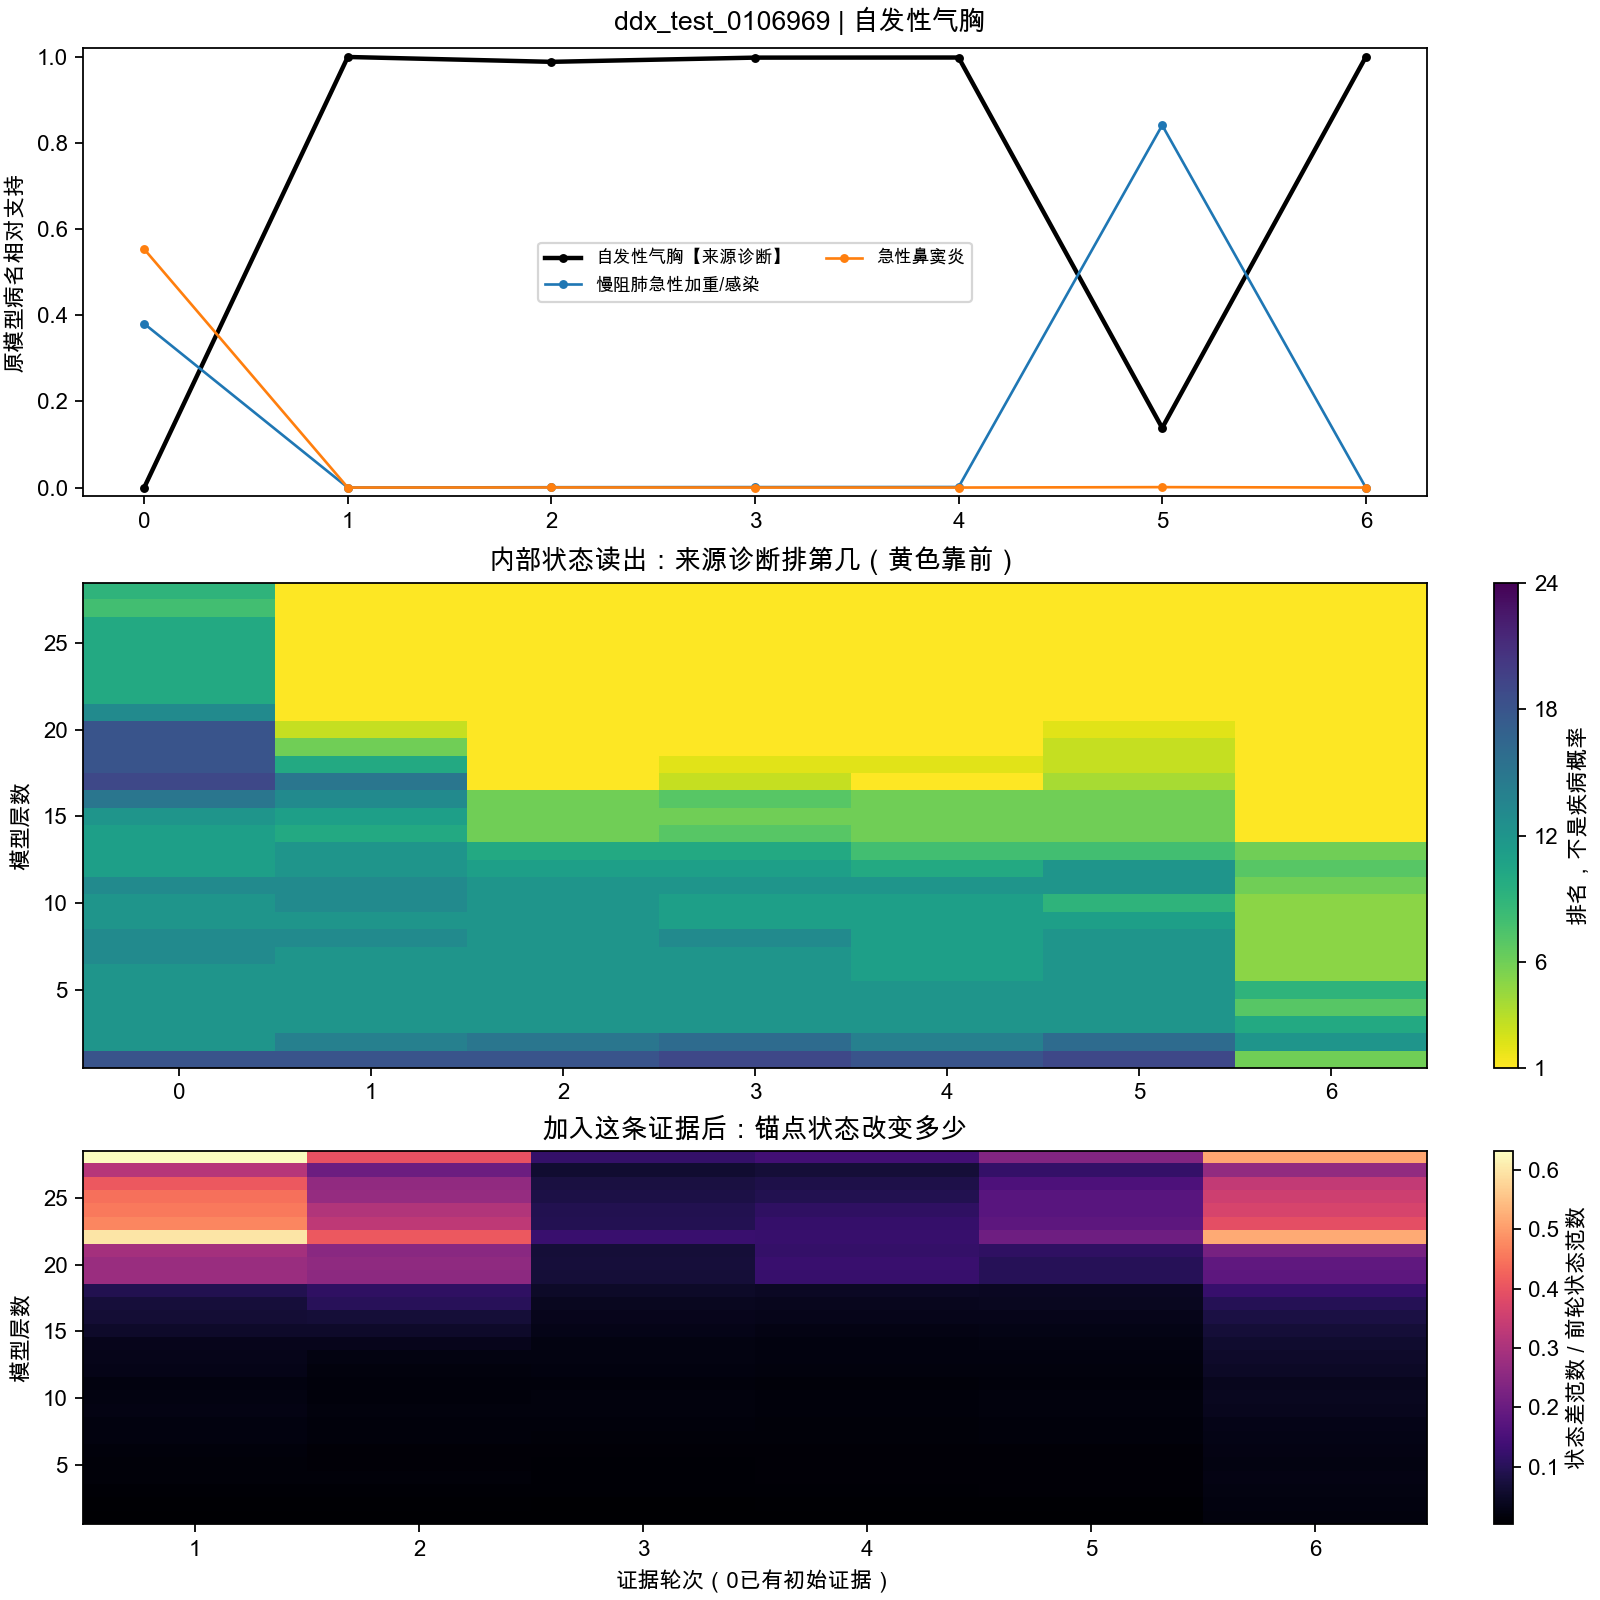 ddx_test_0106969 | 自发性气胸
原模型病名相对支持
1.0
0.8
0.6
0.4
0.2
0.0
自发性气胸【来源诊断】
急性鼻窦炎
慢阻肺急性加重/感染
0 1 2 3 4 5 6
内部状态读出：来源诊断排第几（黄色靠前）
模型层数
25
20
15
10
5
0 1 2 3 4 5 6
24
18
12
6
1
排名，不是疾病概率
加入这条证据后：锚点状态改变多少
模型层数
25
20
15
10
5
1 2 3 4 5 6
证据轮次（0已有初始证据）
0.6
0.5
0.4
0.3
0.2
0.1
状态差范数 / 前轮状态范数